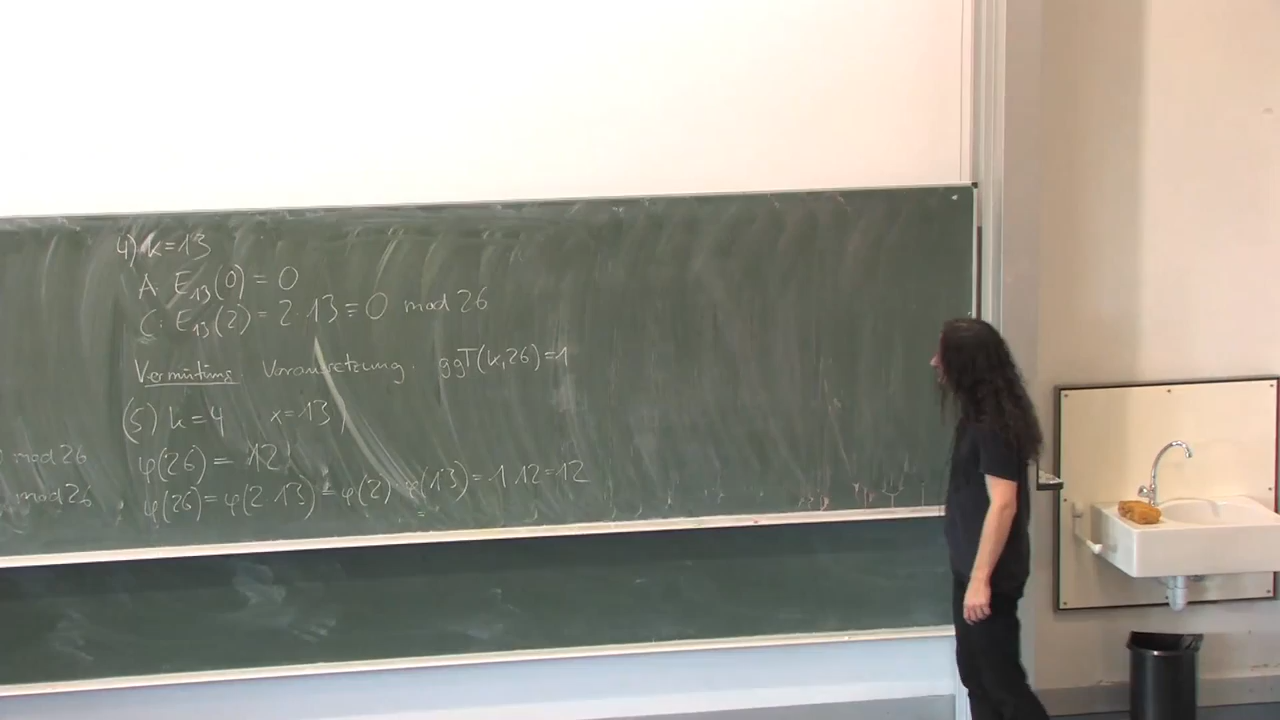 4) k=13
A: E₁₃(0) = 0
C: E₁₃(2) = 2·13 ≡ 0 mod 26
Vermutung. Voraussetzung. ggT(k,26)=1
(5) k=4 x=13
mod 26 φ(26) = 12
mod 26 φ(26) = φ(2·13) = φ(2) φ(13) = 1·12=12